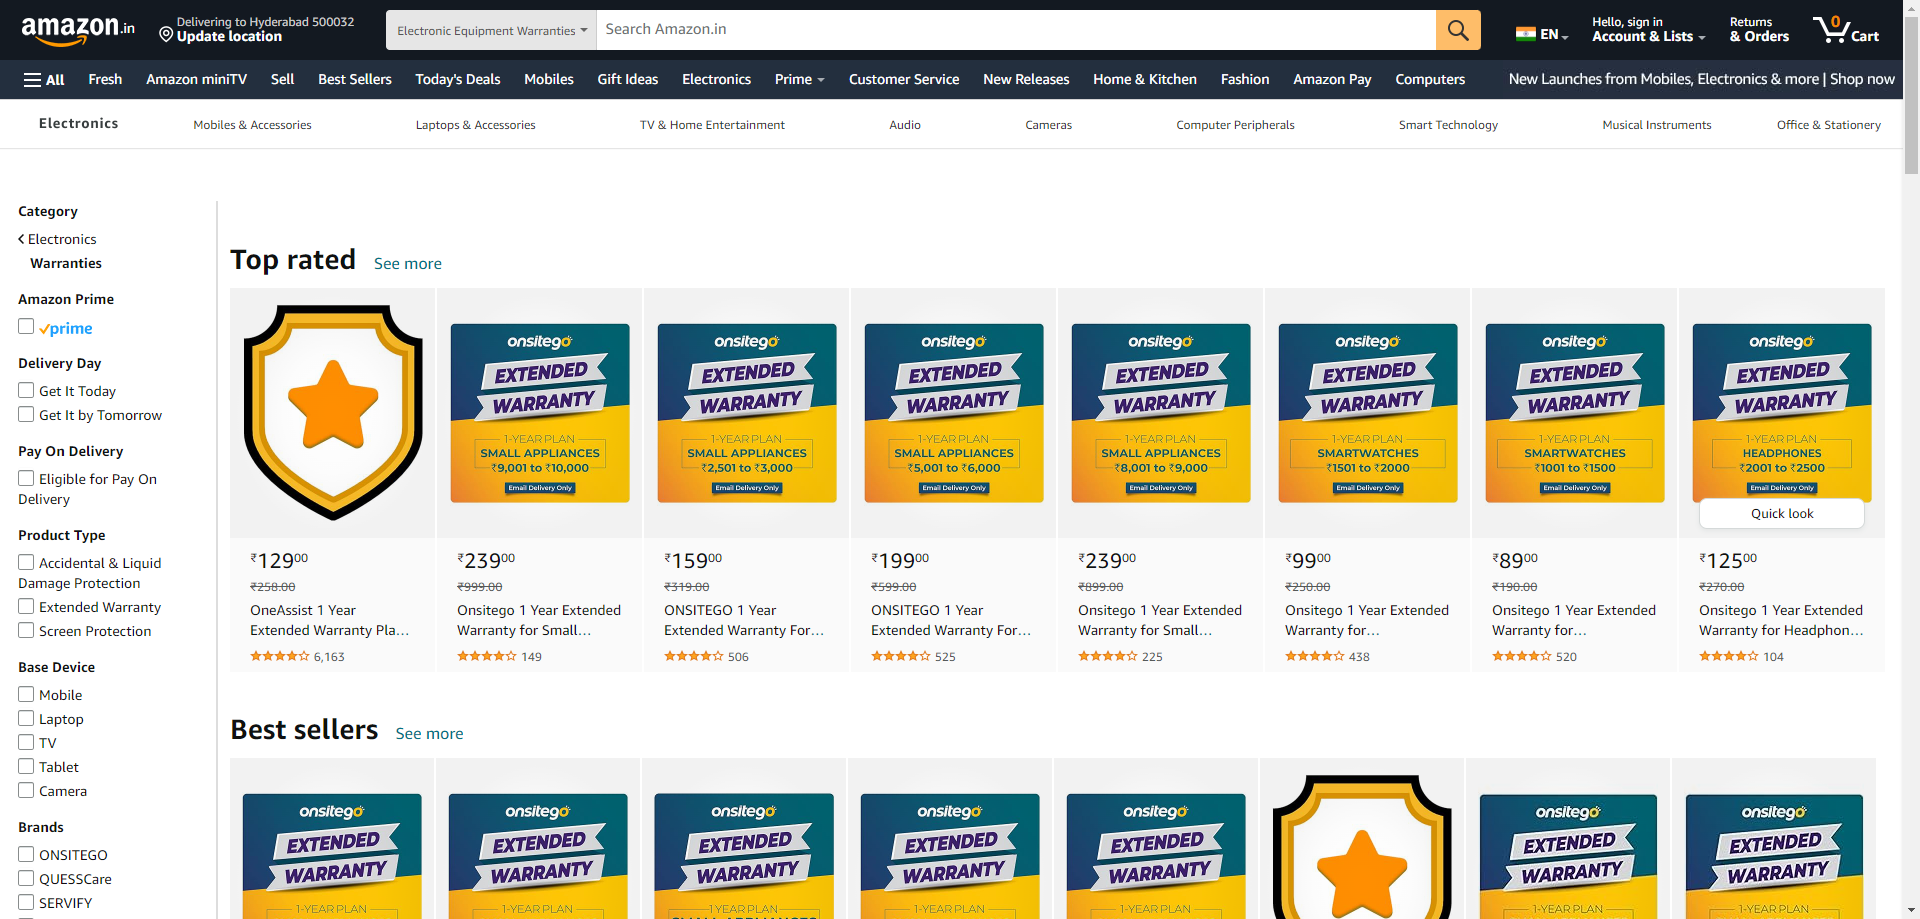 amazon.in
Delivering to Hyderabad 500032
Update location
Electronic Equipment Warranties
Search Amazon.in
EN
Hello, sign in
Account & Lists
Returns
& Orders
0
Cart
All
Fresh
Amazon miniTV
Sell
Best Sellers
Today's Deals
Mobiles
Gift Ideas
Electronics
Prime
Customer Service
New Releases
Home & Kitchen
Fashion
Amazon Pay
Computers
New Launches from Mobiles, Electronics & more | Shop now
Electronics
Mobiles & Accessories
Laptops & Accessories
TV & Home Entertainment
Audio
Cameras
Computer Peripherals
Smart Technology
Musical Instruments
Office & Stationery
Category
Electronics
Warranties
Amazon Prime
prime
Delivery Day
Get It Today
Get It by Tomorrow
Pay On Delivery
Eligible for Pay On
Delivery
Product Type
Accidental & Liquid
Damage Protection
Extended Warranty
Screen Protection
Base Device
Mobile
Laptop
TV
Tablet
Camera
Brands
ONSITEGO
QUESSCare
SERVIFY
Top rated
See more
₹12900
₹258.00
OneAssist 1 Year
Extended Warranty Pla...
6,163
onsitego
EXTENDED
WARRANTY
1-YEAR PLAN
SMALL APPLIANCES
₹9,001 to ₹10,000
Email Delivery Only
₹23900
₹999.00
Onsitego 1 Year Extended
Warranty for Small...
149
onsitego
EXTENDED
WARRANTY
1-YEAR PLAN
SMALL APPLIANCES
₹2,501 to ₹3,000
Email Delivery Only
₹15900
₹319.00
ONSITEGO 1 Year
Extended Warranty For...
506
onsitego
EXTENDED
WARRANTY
1-YEAR PLAN
SMALL APPLIANCES
₹5,001 to ₹6,000
Email Delivery Only
₹19900
₹599.00
ONSITEGO 1 Year
Extended Warranty For...
525
onsitego
EXTENDED
WARRANTY
1-YEAR PLAN
SMALL APPLIANCES
₹8,001 to ₹9,000
Email Delivery Only
₹23900
₹899.00
Onsitego 1 Year Extended
Warranty for Small...
225
onsitego
EXTENDED
WARRANTY
1-YEAR PLAN
SMARTWATCHES
₹1501 to ₹2000
Email Delivery Only
₹9900
₹250.00
Onsitego 1 Year Extended
Warranty for...
438
onsitego
EXTENDED
WARRANTY
1-YEAR PLAN
SMARTWATCHES
₹1001 to ₹1500
Email Delivery Only
₹8900
₹190.00
Onsitego 1 Year Extended
Warranty for...
520
onsitego
EXTENDED
WARRANTY
1-YEAR PLAN
HEADPHONES
₹2001 to ₹2500
Email Delivery Only
Quick look
₹12500
₹270.00
Onsitego 1 Year Extended
Warranty for Headphon...
104
Best sellers
See more
onsitego
EXTENDED
WARRANTY
1-YEAR PLAN
onsitego
EXTENDED
WARRANTY
1-YEAR PLAN
onsitego
EXTENDED
WARRANTY
1-YEAR PLAN
SMALL APPLIANCES
onsitego
EXTENDED
WARRANTY
1-YEAR PLAN
onsitego
EXTENDED
WARRANTY
1-YEAR PLAN
onsitego
EXTENDED
WARRANTY
1-YEAR PLAN
onsitego
EXTENDED
WARRANTY
1-YEAR PLAN